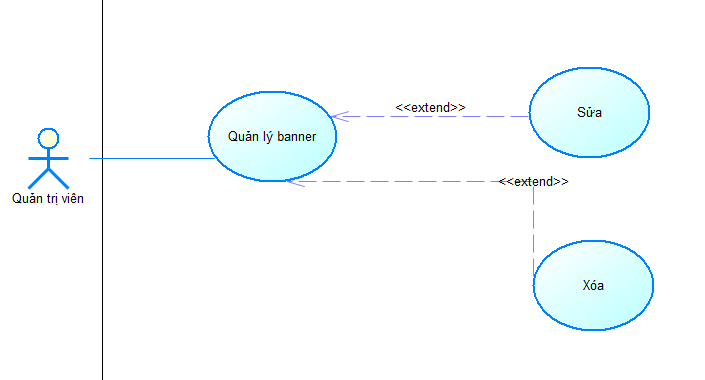 <<extend>>
Sửa
Quản lý banner
<<extend>>
Quản trị viên
Xóa